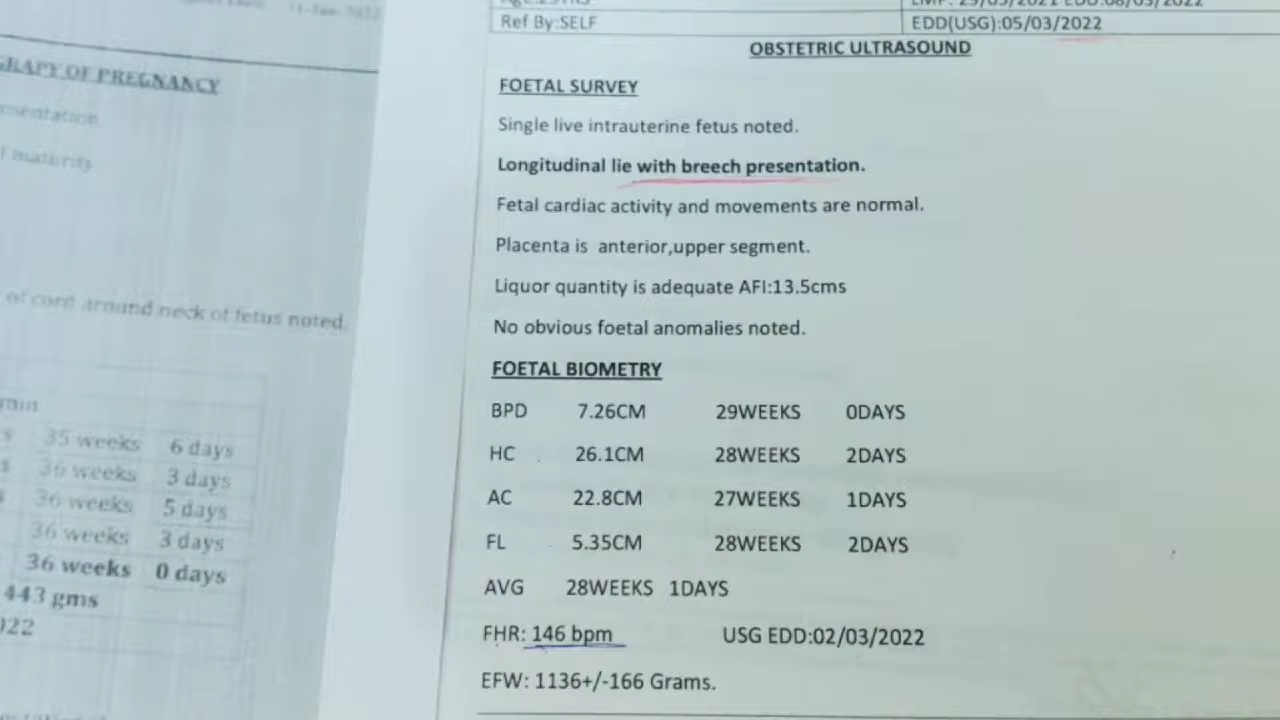 GRAPY OF PREGNANCY
f maturity
of cord around neck of fetus noted.
min
35 weeks 6 days
36 weeks 3 days
36 weeks 5 days
36 weeks 3 days
36 weeks 0 days
443 gms
022
Ref By:SELF
EDD(USG):05/03/2022
OBSTETRIC ULTRASOUND
FOETAL SURVEY
Single live intrauterine fetus noted.
Longitudinal lie with breech presentation.
Fetal cardiac activity and movements are normal.
Placenta is anterior,upper segment.
Liquor quantity is adequate AFI:13.5cms
No obvious foetal anomalies noted.
FOETAL BIOMETRY
BPD 7.26CM 29WEEKS 0DAYS
HC 26.1CM 28WEEKS 2DAYS
AC 22.8CM 27WEEKS 1DAYS
FL 5.35CM 28WEEKS 2DAYS
AVG 28WEEKS 1DAYS
FHR: 146 bpm USG EDD:02/03/2022
EFW: 1136+/-166 Grams.